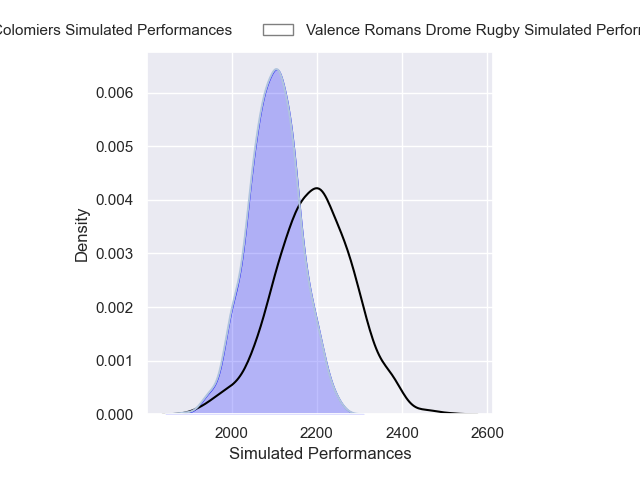 Colomiers Simulated Performances Valence Romans Drome Rugby Simulated Perfor
0.006
0.005
0.004
0.003
0.002
0.001
0.000
Density
2000 2200 2400 2600
Simulated Performances